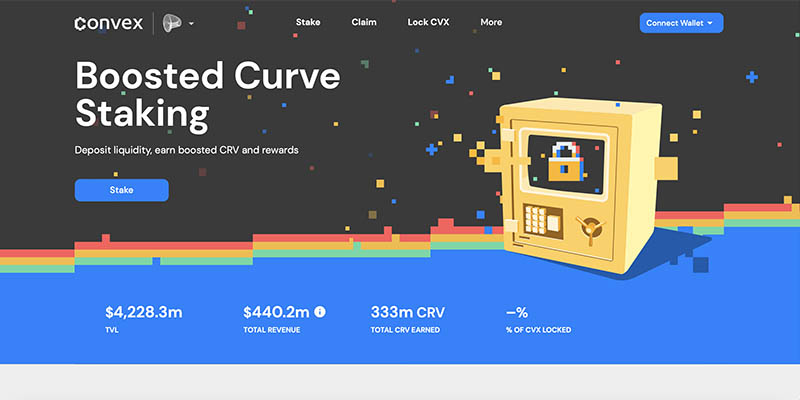 Convex
Stake
Claim
Lock CVX
More
Connect Wallet
Boosted Curve
Staking
Deposit liquidity, earn boosted CRV and rewards
Stake
$4,228.3m
TVL
$440.2m
TOTAL REVENUE
333m CRV
TOTAL CRV EARNED
—%
% OF CVX LOCKED